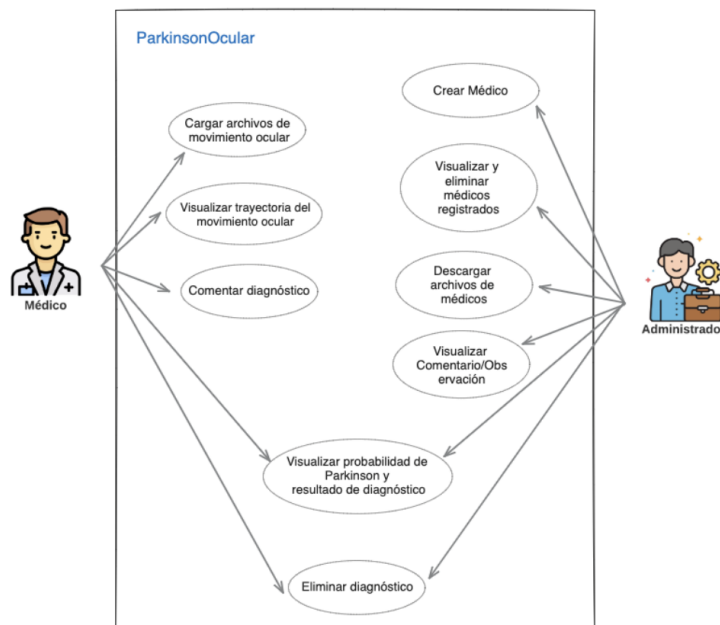 ParkinsonOcular
Crear Médico
Cargar archivos de
movimiento ocular
Visualizar y
eliminar
médicos
registrados
Visualizar trayectoria del
movimiento ocular
Médico
Comentar diagnóstico
Descargar
archivos de
médicos
Administrado
Visualizar
Comentario/Obs
ervación
Visualizar probabilidad de
Parkinson y
resultado de diagnóstico
Eliminar diagnóstico